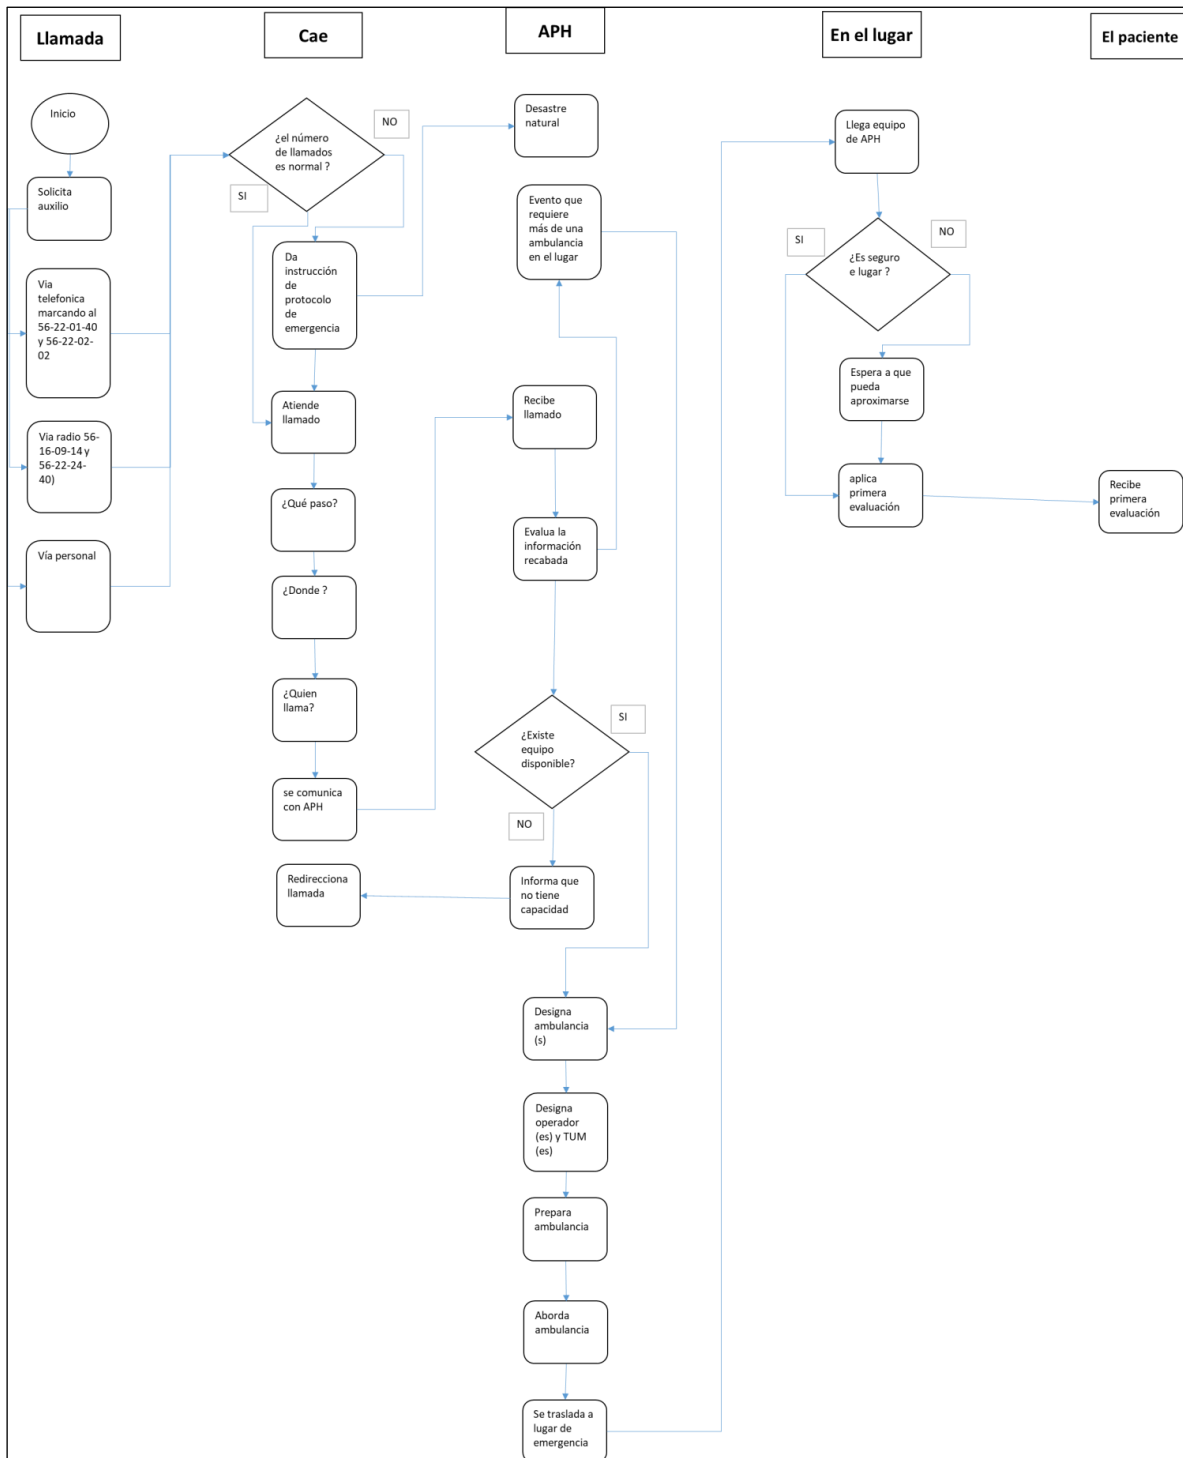 Llamada
Cae
APH
En el lugar
El paciente
Inicio
Solicita
auxilio
Via
telefonica
marcando al
56-22-01-40
y 56-22-02-
02
Via radio 56-
16-09-14 y
56-22-24-
40)
Vía personal
¿el número
de llamados
es normal ?
NO
SI
Da
instrucción
de
protocolo
de
emergencia
Atiende
llamado
¿Qué paso?
¿Donde ?
¿Quien
llama?
se comunica
con APH
Redirecciona
llamada
Desastre
natural
Evento que
requiere
más de una
ambulancia
en el lugar
Recibe
llamado
Evalua la
información
recabada
¿Existe
equipo
disponible?
SI
NO
Informa que
no tiene
capacidad
Designa
ambulancia
(s)
Designa
operador
(es) y TUM
(es)
Prepara
ambulancia
Aborda
ambulancia
Se traslada a
lugar de
emergencia
Llega equipo
de APH
SI
NO
¿Es seguro
e lugar ?
Espera a que
pueda
aproximarse
aplica
primera
evaluación
Recibe
primera
evaluación